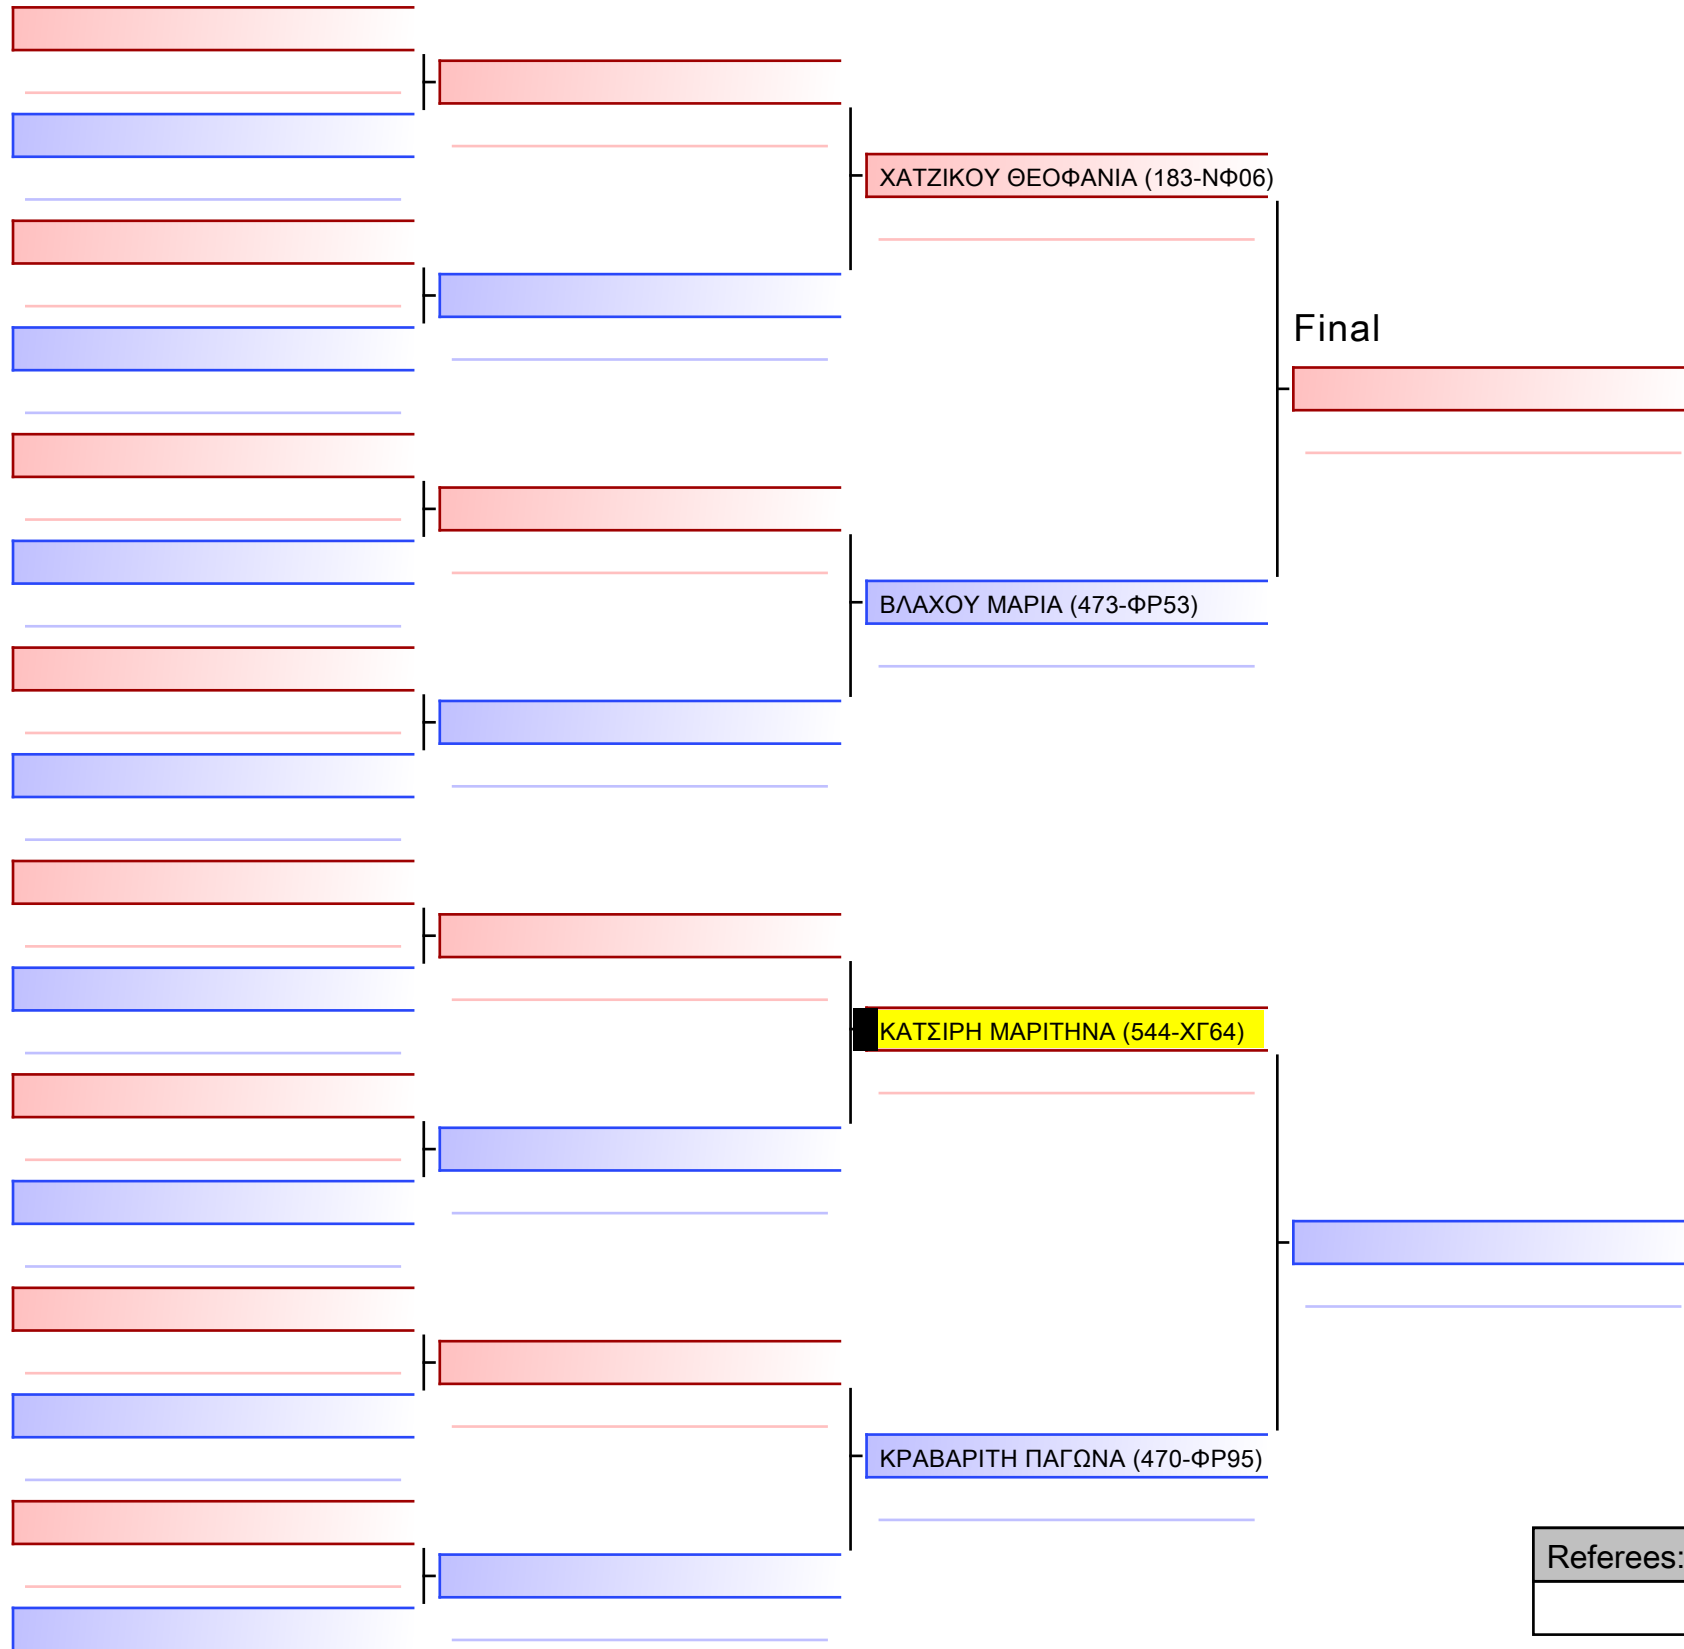 ΧΑΤΖΙΚΟΥ ΘΕΟΦΑΝΙΑ (183-ΝΦ06)
Final
ΒΛΑΧΟΥ ΜΑΡΙΑ (473-ΦΡ53)
ΚΑΤΣΙΡΗ ΜΑΡΙΤΗΝΑ (544-ΧΓ64)
ΚΡΑΒΑΡΙΤΗ ΠΑΓΩΝΑ (470-ΦΡ95)
Referees: